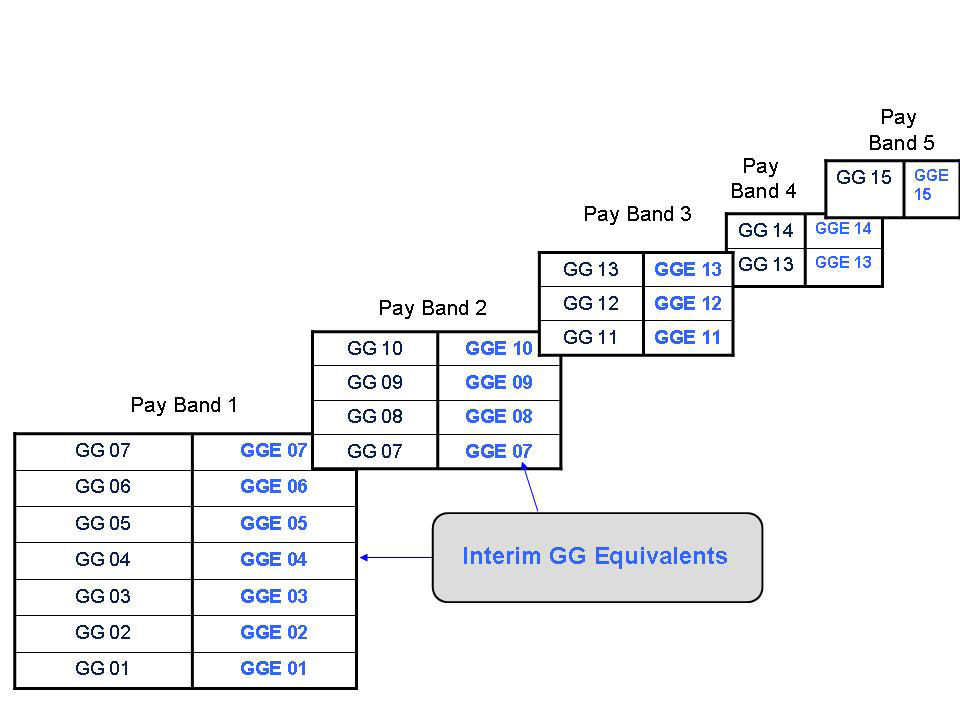 Pay
Band 5
GG 15 GGE
15
Pay
Band 4
GG 14 GGE 14
GG 13 GGE 13
Pay Band 3
GG 13 GGE 13
GG 12 GGE 12
GG 11 GGE 11
Pay Band 2
GG 10 GGE 10
GG 09 GGE 09
GG 08 GGE 08
GG 07 GGE 07
Pay Band 1
GG 07 GGE 07
GG 06 GGE 06
GG 05 GGE 05
GG 04 GGE 04
GG 03 GGE 03
GG 02 GGE 02
GG 01 GGE 01
Interim GG Equivalents